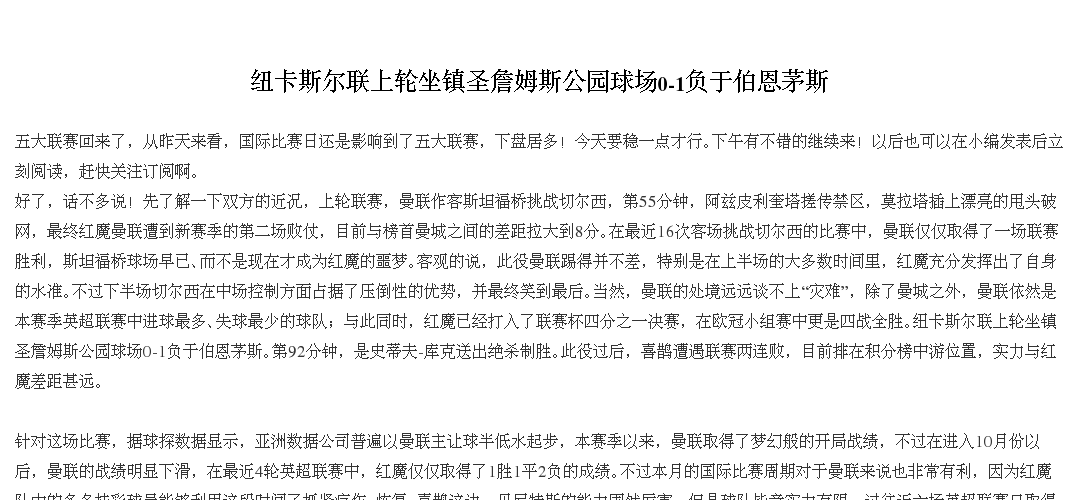 纽卡斯尔联上轮坐镇圣詹姆斯公园球场0-1负于伯恩茅斯
五大联赛回来了，从昨天来看，国际比赛日还是影响到了五大联赛，下盘居多！今天要稳一点才行。下午有不错的继续来！以后也可以在小编发表后立
刻阅读，赶快关注订阅啊。
好了，话不多说！先了解一下双方的近况，上轮联赛，曼联作客斯坦福桥挑战切尔西，第55分钟，阿兹皮利奎塔搓传禁区，莫拉塔插上漂亮的甩头破
网，最终红魔曼联遭到新赛季的第二场败仗，目前与榜首曼城之间的差距拉大到8分。在最近16次客场挑战切尔西的比赛中，曼联仅仅取得了一场联赛
胜利，斯坦福桥球场早已、而不是现在才成为红魔的噩梦。客观的说，此役曼联踢得并不差，特别是在上半场的大多数时间里，红魔充分发挥出了自身
的水准。不过下半场切尔西在中场控制方面占据了压倒性的优势，并最终笑到最后。当然，曼联的处境远远谈不上“灾难”，除了曼城之外，曼联依然是
本赛季英超联赛中进球最多、失球最少的球队；与此同时，红魔已经打入了联赛杯四分之一决赛，在欧冠小组赛中更是四战全胜。纽卡斯尔联上轮坐镇
圣詹姆斯公园球场0-1负于伯恩茅斯。第92分钟，是史蒂夫-库克送出绝杀制胜。此役过后，喜鹊遭遇联赛两连败，目前排在积分榜中游位置，实力与红
魔差距甚远。
针对这场比赛，据球探数据显示，亚洲数据公司普遍以曼联主让球半低水起步，本赛季以来，曼联取得了梦幻般的开局战绩，不过在进入10月份以
后，曼联的战绩明显下滑，在最近4轮英超联赛中，红魔仅仅取得了1胜1平2负的成绩。不过本月的国际比赛周期对于曼联来说也非常有利，因为红魔